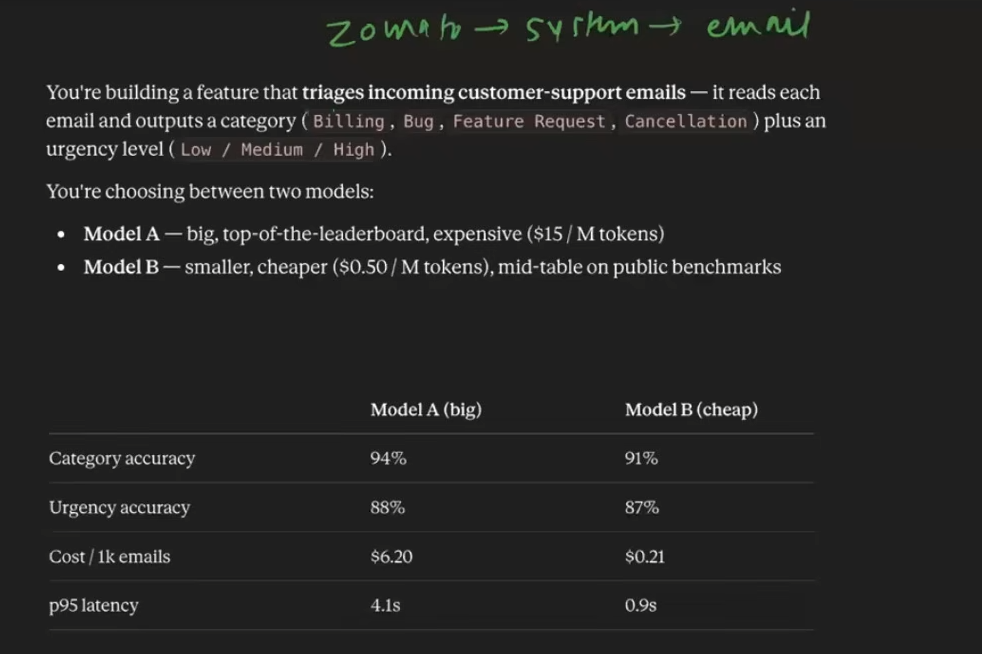 zomato → system → email
You're building a feature that triages incoming customer-support emails — it reads each
email and outputs a category ( Billing , Bug , Feature Request , Cancellation ) plus an
urgency level ( Low / Medium / High ).
You're choosing between two models:
• Model A — big, top-of-the-leaderboard, expensive ($15 / M tokens)
• Model B — smaller, cheaper ($0.50 / M tokens), mid-table on public benchmarks
Model A (big) Model B (cheap)
Category accuracy 94% 91%
Urgency accuracy 88% 87%
Cost / 1k emails $6.20 $0.21
p95 latency 4.1s 0.9s